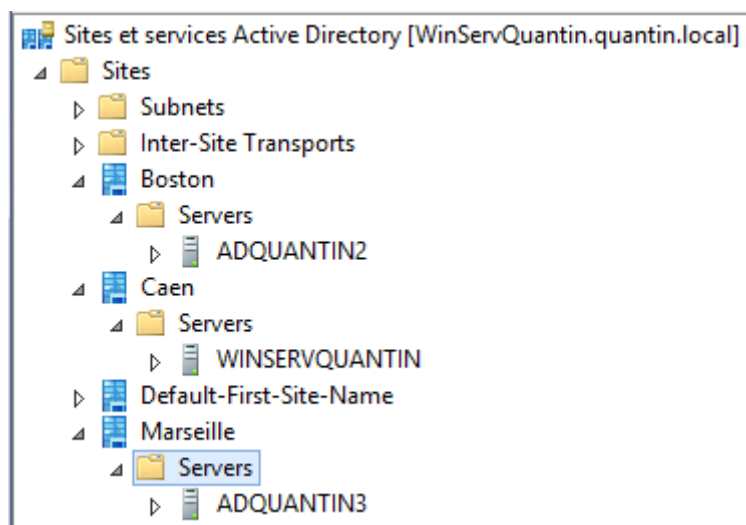 Sites et services Active Directory [WinServQuantin.quantin.local]
Sites
Subnets
Inter-Site Transports
Boston
Servers
ADQUANTIN2
Caen
Servers
WINSERVQUANTIN
Default-First-Site-Name
Marseille
Servers
ADQUANTIN3